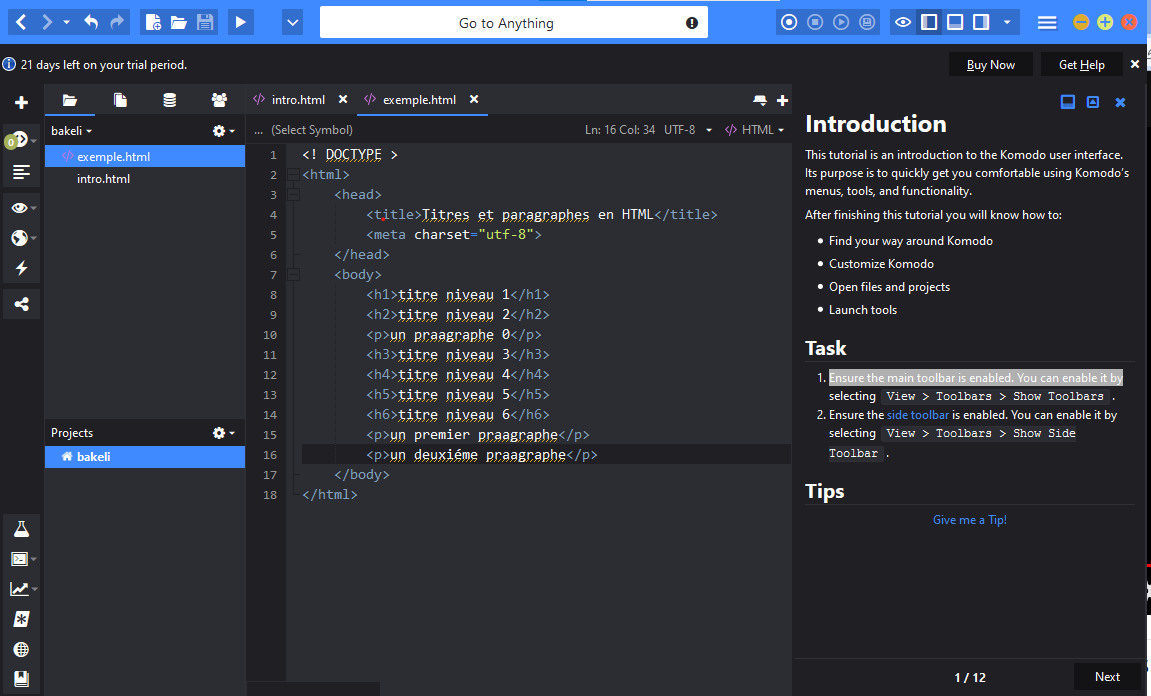 Go to Anything
21 days left on your trial period.
Buy Now
Get Help
intro.html
exemple.html
bakeli
... (Select Symbol)
Ln: 16 Col: 34 UTF-8
HTML
0
exemple.html
intro.html
Projects
bakeli
1 <! DOCTYPE >
2 <html>
3 <head>
4 <title>Titres et paragraphes en HTML</title>
5 <meta charset="utf-8">
6 </head>
7 <body>
8 <h1>titre niveau 1</h1>
9 <h2>titre niveau 2</h2>
10 <p>un praagraphe 0</p>
11 <h3>titre niveau 3</h3>
12 <h4>titre niveau 4</h4>
13 <h5>titre niveau 5</h5>
14 <h6>titre niveau 6</h6>
15 <p>un premier praagraphe</p>
16 <p>un deuxiéme praagraphe</p>
17 </body>
18 </html>
Introduction
This tutorial is an introduction to the Komodo user interface.
Its purpose is to quickly get you comfortable using Komodo's
menus, tools, and functionality.
After finishing this tutorial you will know how to:
• Find your way around Komodo
• Customize Komodo
• Open files and projects
• Launch tools
Task
1. Ensure the main toolbar is enabled. You can enable it by
selecting View > Toolbars > Show Toolbars .
2. Ensure the side toolbar is enabled. You can enable it by
selecting View > Toolbars > Show Side
Toolbar .
Tips
Give me a Tip!
1 / 12
Next